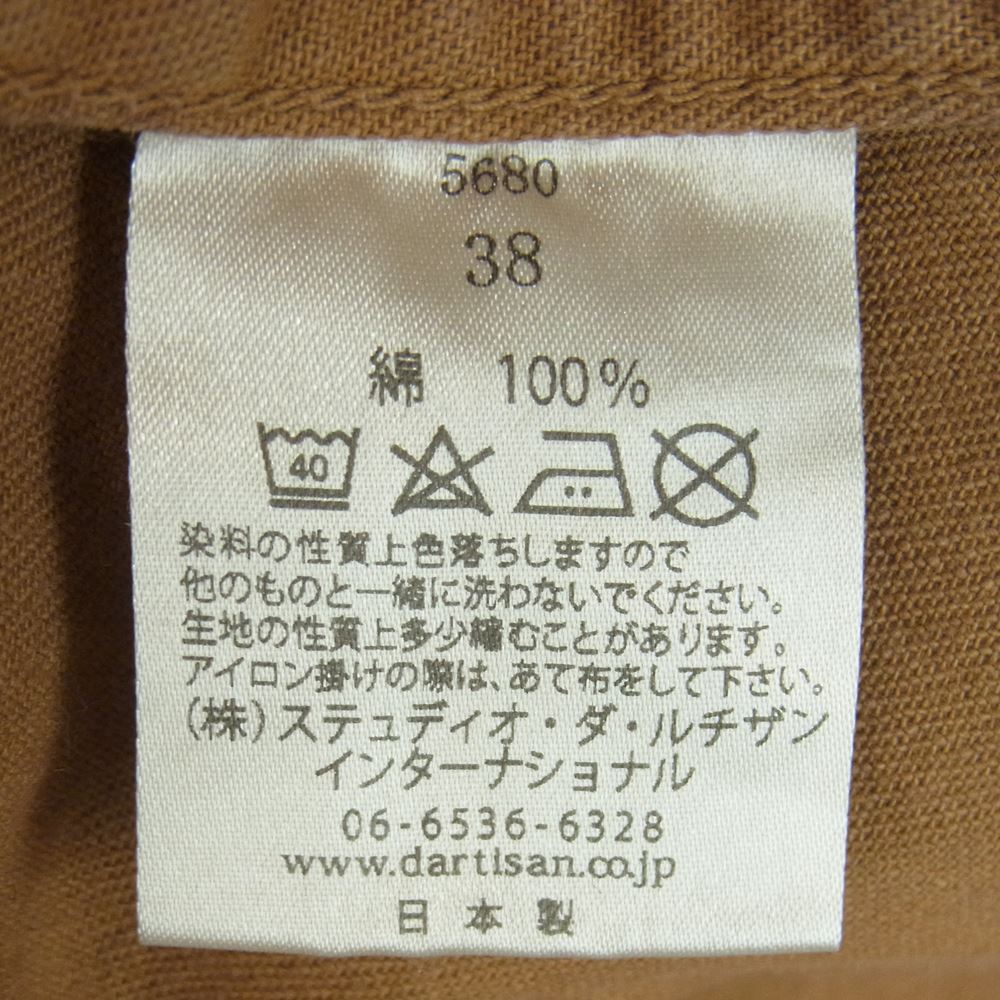 5680
38
綿 100%
40
染料の性質上色落ちしますので
他のものと一緒に洗わないでください。
生地の性質上多少縮むことがあります。
アイロン掛けの際は、あて布をして下さい。
(株)ステュディオ・ダ・ルチザン
インターナショナル
06-6536-6328
www.dartisan.co.jp
日本製